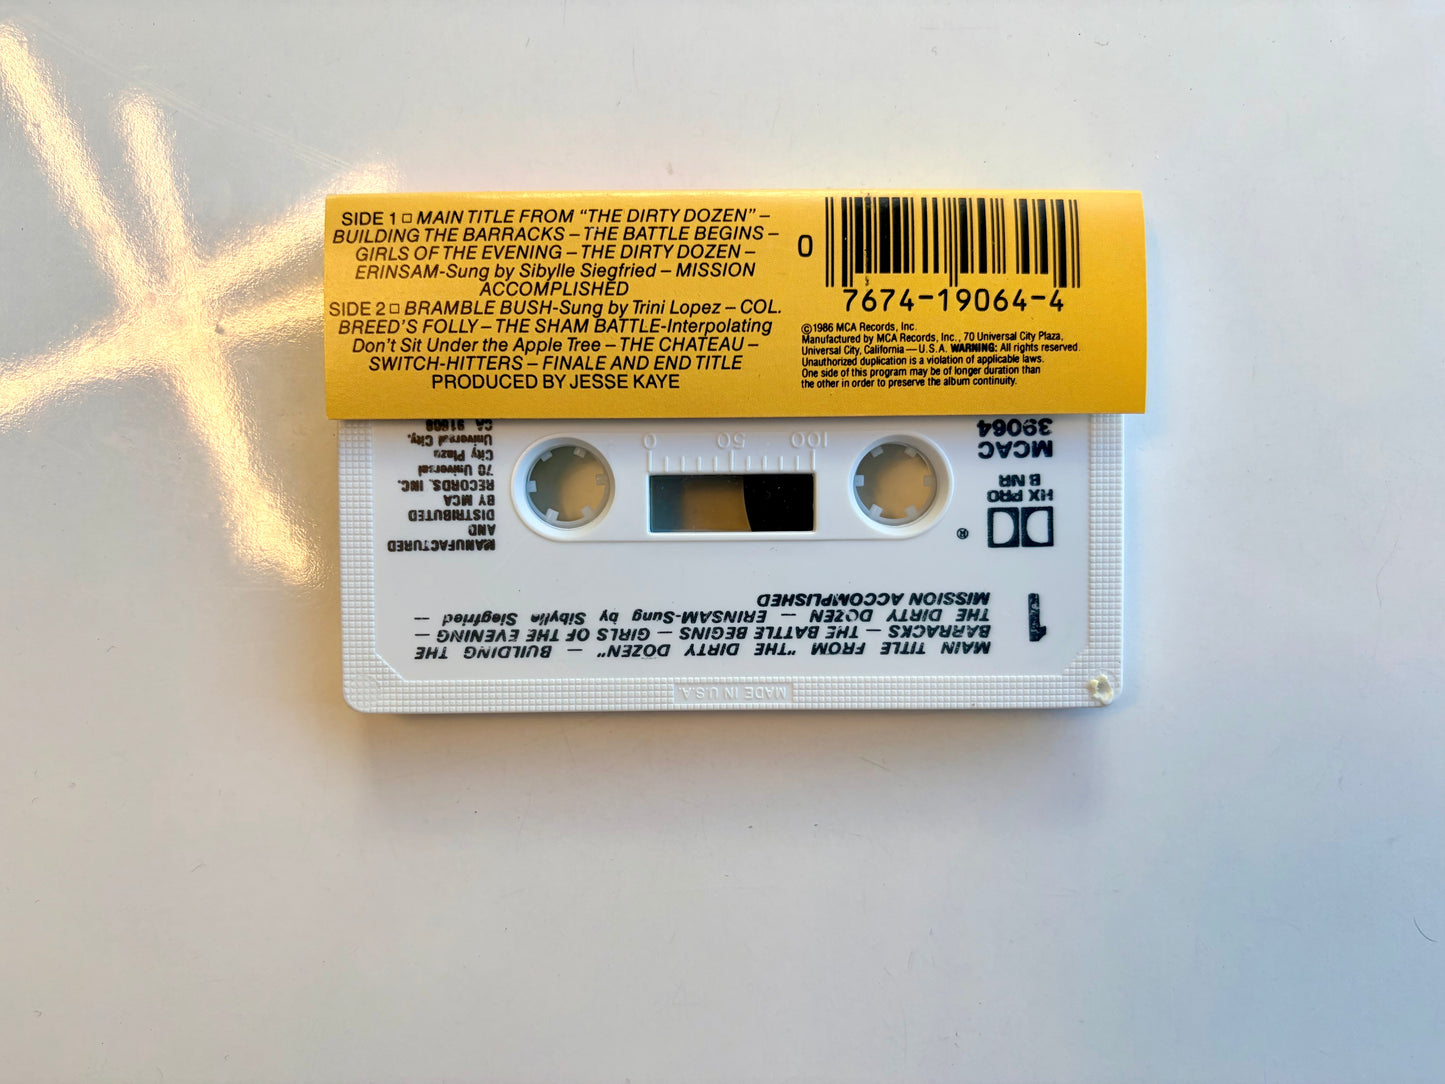 SIDE 1 □ MAIN TITLE FROM "THE DIRTY DOZEN" –
BUILDING THE BARRACKS – THE BATTLE BEGINS –
GIRLS OF THE EVENING – THE DIRTY DOZEN –
ERINSAM-Sung by Sibylle Siegfried – MISSION
ACCOMPLISHED
SIDE 2 □ BRAMBLE BUSH-Sung by Trini Lopez – COL.
BREED'S FOLLY – THE SHAM BATTLE-Interpolating
Don't Sit Under the Apple Tree – THE CHATEAU –
SWITCH-HITTERS – FINALE AND END TITLE
PRODUCED BY JESSE KAYE
0
7674-19064-4
©1986 MCA Records, Inc.
Manufactured by MCA Records, Inc., 70 Universal City Plaza,
Universal City, California — U.S.A. WARNING: All rights reserved.
Unauthorized duplication is a violation of applicable laws.
One side of this program may be of longer duration than
the other in order to preserve the album continuity.
MADE IN U.S.A.
1
MAIN TITLE FROM "THE DIRTY DOZEN" – BUILDING THE
BARRACKS – THE BATTLE BEGINS – GIRLS OF THE EVENING –
THE DIRTY DOZEN – ERINSAM-Sung by Sibylle Siegfried –
MISSION ACCOMPLISHED
®
HX PRO
B NR
MCAC
39064
100 50 0
MANUFACTURED
AND
DISTRIBUTED
BY MCA
RECORDS, INC.
70 Universal
City Plaza
Universal City,
CA 91608